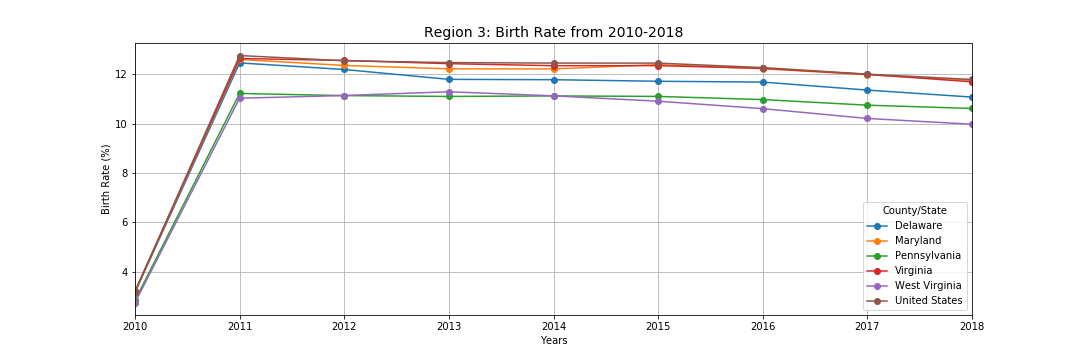 Region 3: Birth Rate from 2010-2018
Birth Rate (%)
12
10
8
6
4
2010 2011 2012 2013 2014 2015 2016 2017 2018
Years
County/State
Delaware
Maryland
Pennsylvania
Virginia
West Virginia
United States